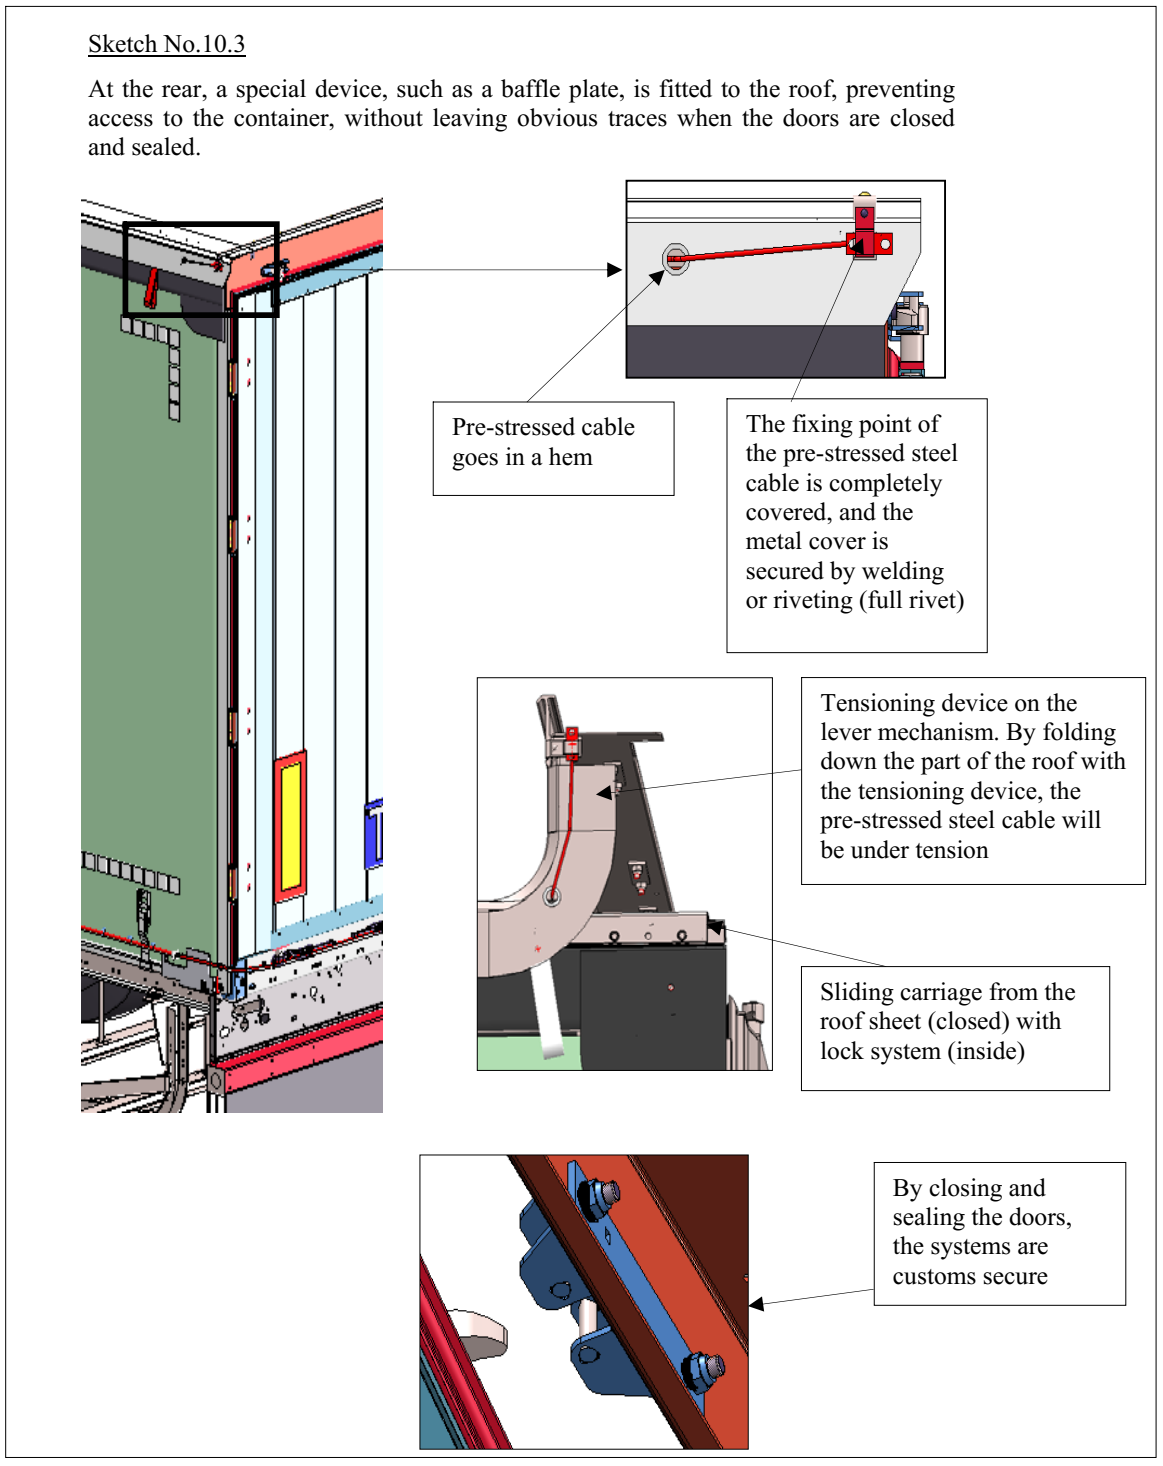 Sketch No.10.3
At the rear, a special device, such as a baffle plate, is fitted to the roof, preventing
access to the container, without leaving obvious traces when the doors are closed
and sealed.
Pre-stressed cable
goes in a hem
The fixing point of
the pre-stressed steel
cable is completely
covered, and the
metal cover is
secured by welding
or riveting (full rivet)
Tensioning device on the
lever mechanism. By folding
down the part of the roof with
the tensioning device, the
pre-stressed steel cable will
be under tension
Sliding carriage from the
roof sheet (closed) with
lock system (inside)
By closing and
sealing the doors,
the systems are
customs secure